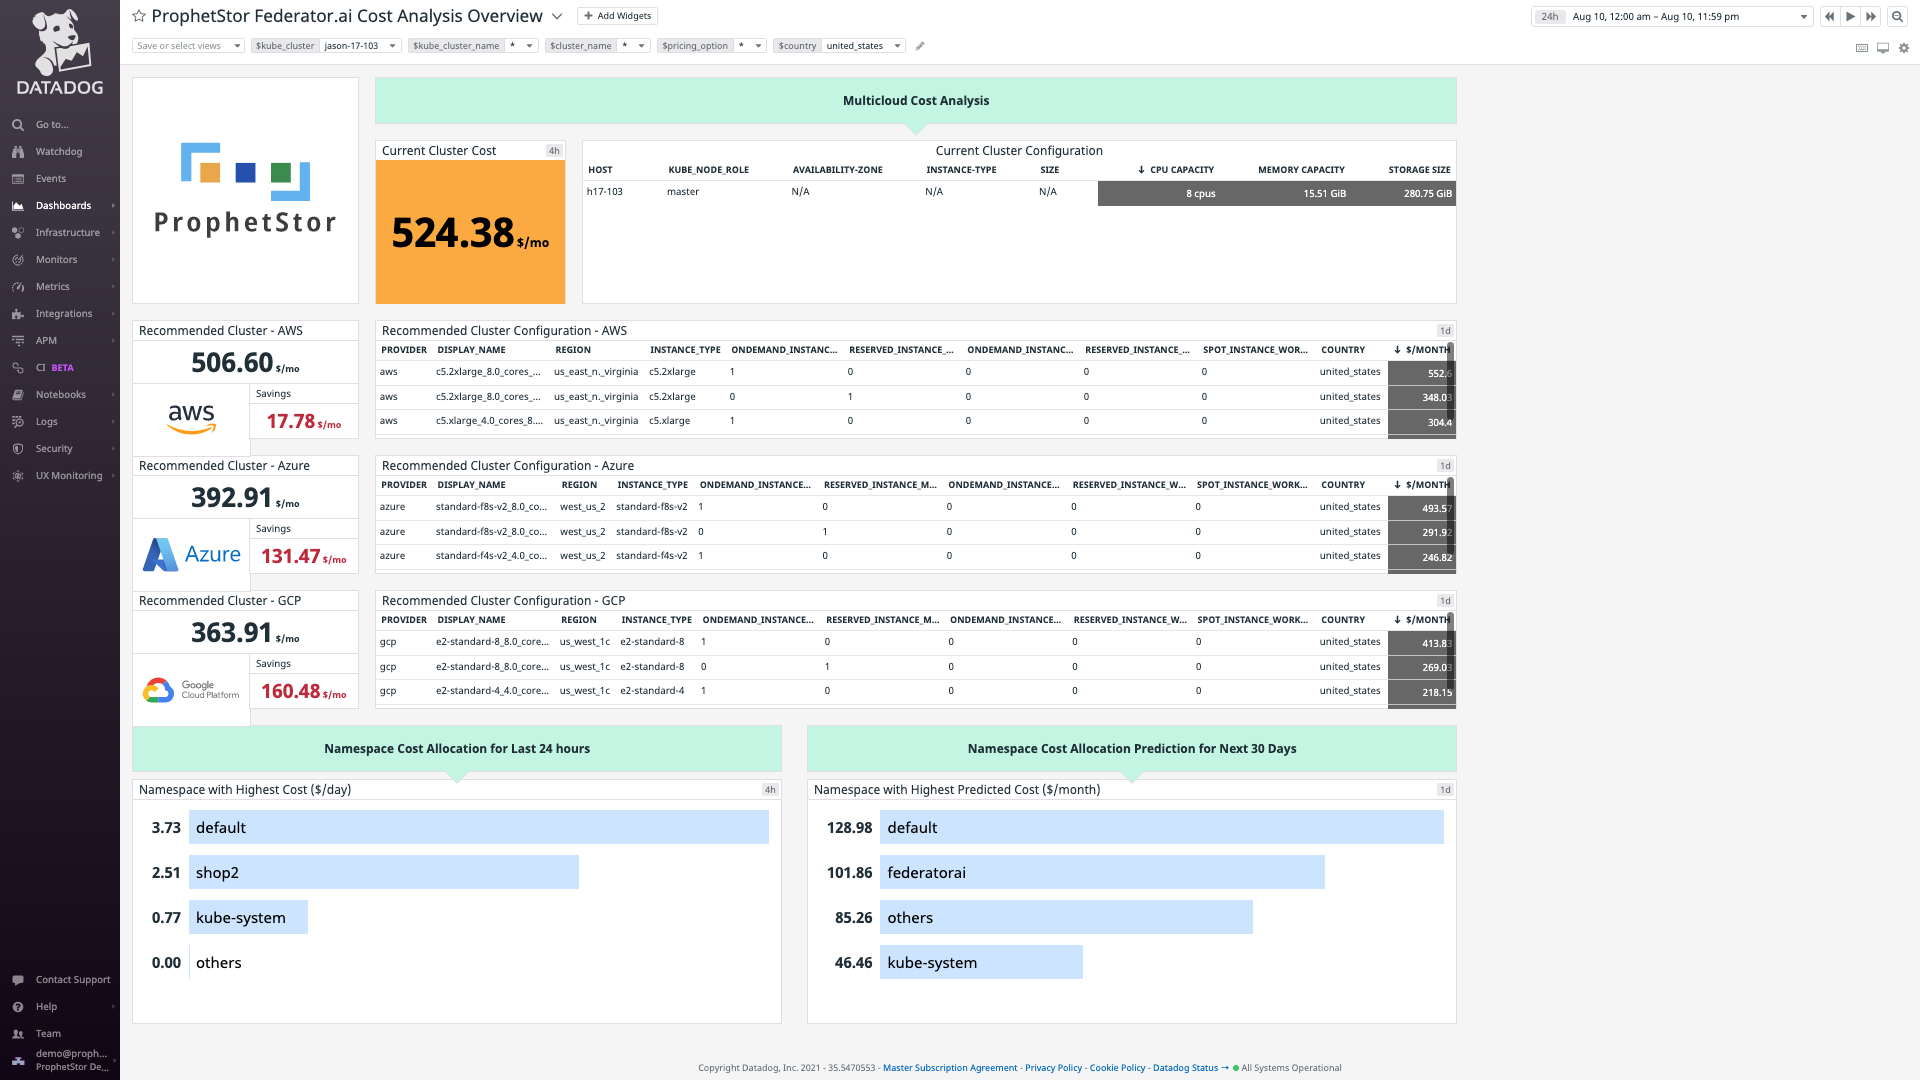 DATADOG
Go to...
Watchdog
Events
Dashboards
Infrastructure
Monitors
Metrics
Integrations
APM
CI BETA
Notebooks
Logs
Security
UX Monitoring
Contact Support
Help
Team
demo@proph...
ProphetStor De...
ProphetStor Federator.ai Cost Analysis Overview
+ Add Widgets
24h Aug 10, 12:00 am – Aug 10, 11:59 pm
Save or select views $kube_cluster jason-17-103 $kube_cluster_name * $cluster_name * $pricing_option * $country united_states
ProphetStor
Multicloud Cost Analysis
Current Cluster Cost 4h
524.38 $/mo
Current Cluster Configuration
HOST KUBE_NODE_ROLE AVAILABILITY-ZONE INSTANCE-TYPE SIZE ↓ CPU CAPACITY MEMORY CAPACITY STORAGE SIZE
h17-103 master N/A N/A N/A 8 cpus 15.51 GiB 280.75 GiB
Recommended Cluster - AWS
506.60 $/mo
aws
Savings
17.78 $/mo
Recommended Cluster Configuration - AWS 1d
PROVIDER DISPLAY_NAME REGION INSTANCE_TYPE ONDEMAND_INSTANC... RESERVED_INSTANCE_... ONDEMAND_INSTANC... RESERVED_INSTANCE_... SPOT_INSTANCE_WOR... COUNTRY ↓ $/MONTH
aws c5.2xlarge_8.0_cores_... us_east_n._virginia c5.2xlarge 1 0 0 0 0 united_states 552.6
aws c5.2xlarge_8.0_cores_... us_east_n._virginia c5.2xlarge 0 1 0 0 0 united_states 348.03
aws c5.xlarge_4.0_cores_8.... us_east_n._virginia c5.xlarge 1 0 0 0 0 united_states 304.4
Recommended Cluster - Azure
392.91 $/mo
Azure
Savings
131.47 $/mo
Recommended Cluster Configuration - Azure 1d
PROVIDER DISPLAY_NAME REGION INSTANCE_TYPE ONDEMAND_INSTANCE... RESERVED_INSTANCE_M... ONDEMAND_INSTANCE... RESERVED_INSTANCE_W... SPOT_INSTANCE_WORK... COUNTRY ↓ $/MONTH
azure standard-f8s-v2_8.0_co... west_us_2 standard-f8s-v2 1 0 0 0 0 united_states 493.57
azure standard-f8s-v2_8.0_co... west_us_2 standard-f8s-v2 0 1 0 0 0 united_states 291.92
azure standard-f4s-v2_4.0_co... west_us_2 standard-f4s-v2 1 0 0 0 0 united_states 246.82
Recommended Cluster - GCP
363.91 $/mo
Google
Cloud Platform
Savings
160.48 $/mo
Recommended Cluster Configuration - GCP 1d
PROVIDER DISPLAY_NAME REGION INSTANCE_TYPE ONDEMAND_INSTANCE... RESERVED_INSTANCE_M... ONDEMAND_INSTANCE... RESERVED_INSTANCE_W... SPOT_INSTANCE_WORK... COUNTRY ↓ $/MONTH
gcp e2-standard-8_8.0_core... us_west_1c e2-standard-8 1 0 0 0 0 united_states 413.83
gcp e2-standard-8_8.0_core... us_west_1c e2-standard-8 0 1 0 0 0 united_states 269.03
gcp e2-standard-4_4.0_core... us_west_1c e2-standard-4 1 0 0 0 0 united_states 218.15
Namespace Cost Allocation for Last 24 hours
Namespace with Highest Cost ($/day) 4h
3.73 default
2.51 shop2
0.77 kube-system
0.00 others
Namespace Cost Allocation Prediction for Next 30 Days
Namespace with Highest Predicted Cost ($/month) 1d
128.98 default
101.86 federatorai
85.26 others
46.46 kube-system
Copyright Datadog, Inc. 2021 - 35.5470553 - Master Subscription Agreement - Privacy Policy - Cookie Policy - Datadog Status → All Systems Operational